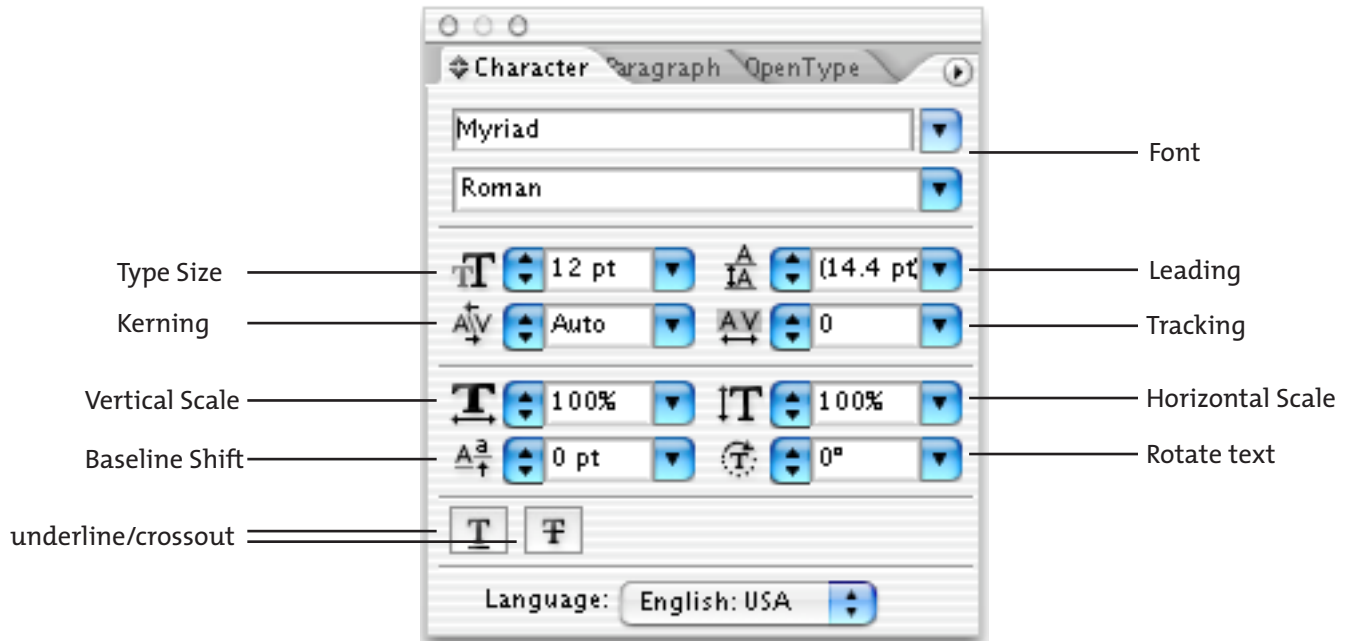 Character Paragraph OpenType
Myriad
Font
Roman
Type Size 12 pt (14.4 pt) Leading
Kerning Auto 0 Tracking
Vertical Scale 100% 100% Horizontal Scale
Baseline Shift 0 pt 0° Rotate text
underline/crossout
Language: English: USA